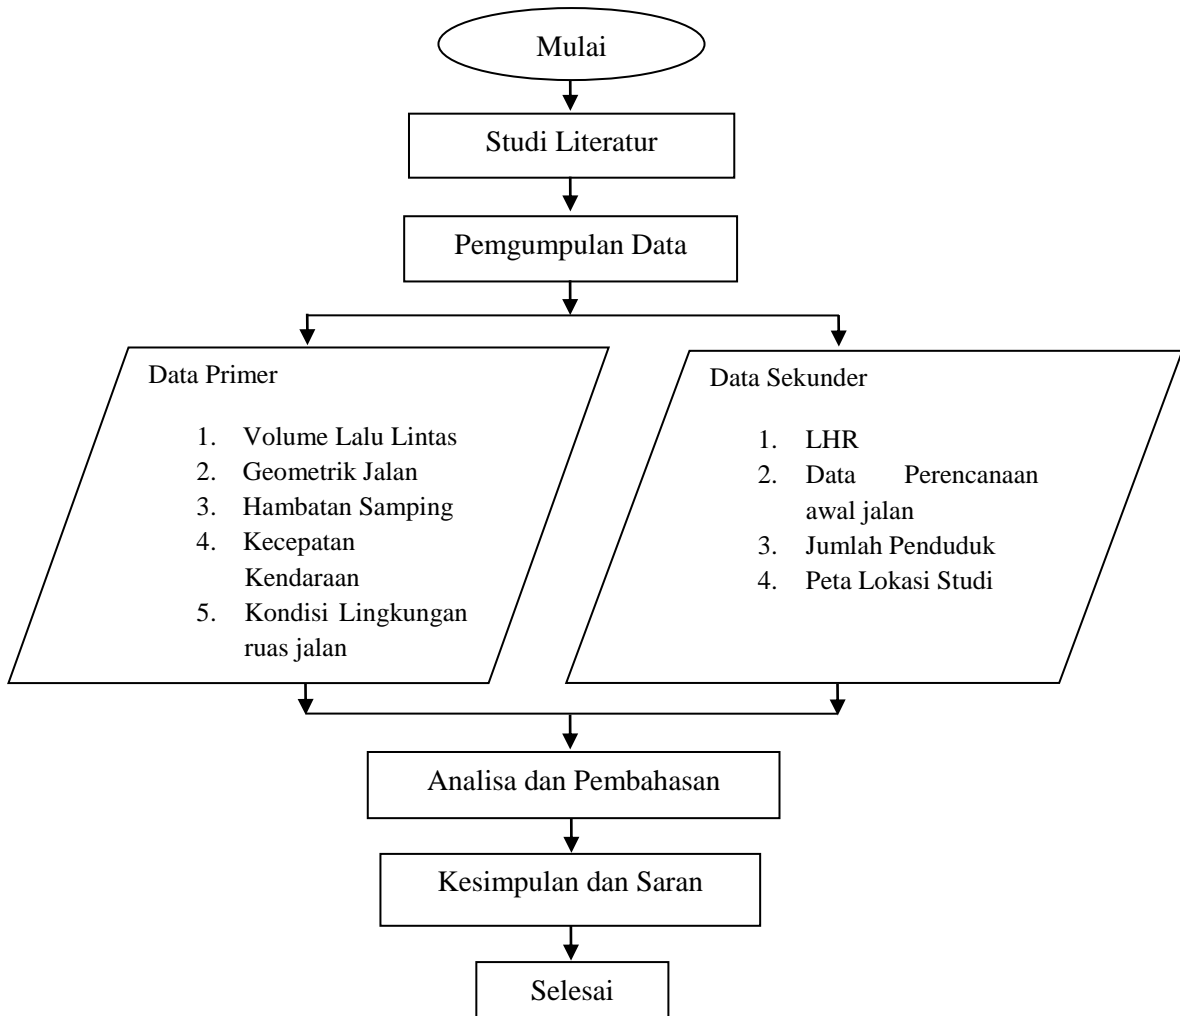 Mulai
Studi Literatur
Pemgumpulan Data
Data Primer
1. Volume Lalu Lintas
2. Geometrik Jalan
3. Hambatan Samping
4. Kecepatan
Kendaraan
5. Kondisi Lingkungan
ruas jalan
Data Sekunder
1. LHR
2. Data Perencanaan
awal jalan
3. Jumlah Penduduk
4. Peta Lokasi Studi
Analisa dan Pembahasan
Kesimpulan dan Saran
Selesai